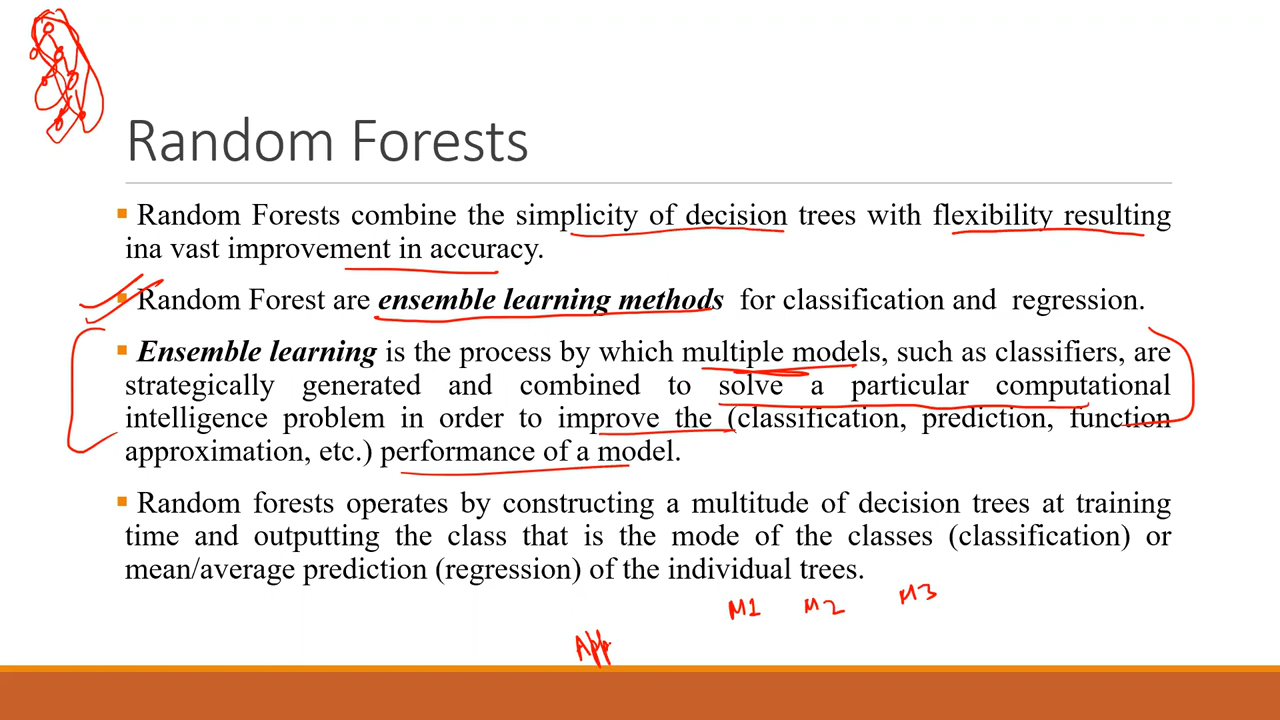 Random Forests
Random Forests combine the simplicity of decision trees with flexibility resulting
ina vast improvement in accuracy.
Random Forest are ensemble learning methods for classification and regression.
Ensemble learning is the process by which multiple models, such as classifiers, are
strategically generated and combined to solve a particular computational
intelligence problem in order to improve the (classification, prediction, function
approximation, etc.) performance of a model.
Random forests operates by constructing a multitude of decision trees at training
time and outputting the class that is the mode of the classes (classification) or
mean/average prediction (regression) of the individual trees.
M1 M2 M3
App